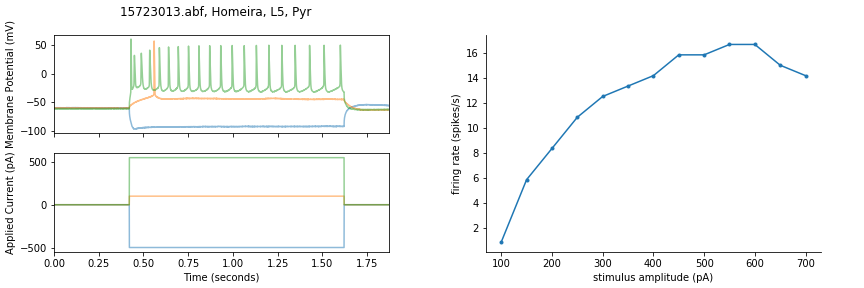 15723013.abf, Homeira, L5, Pyr
Membrane Potential (mV)
50
0
−50
−100
Applied Current (pA)
500
0
−500
0.00 0.25 0.50 0.75 1.00 1.25 1.50 1.75
Time (seconds)
firing rate (spikes/s)
16
14
12
10
8
6
4
2
100 200 300 400 500 600 700
stimulus amplitude (pA)